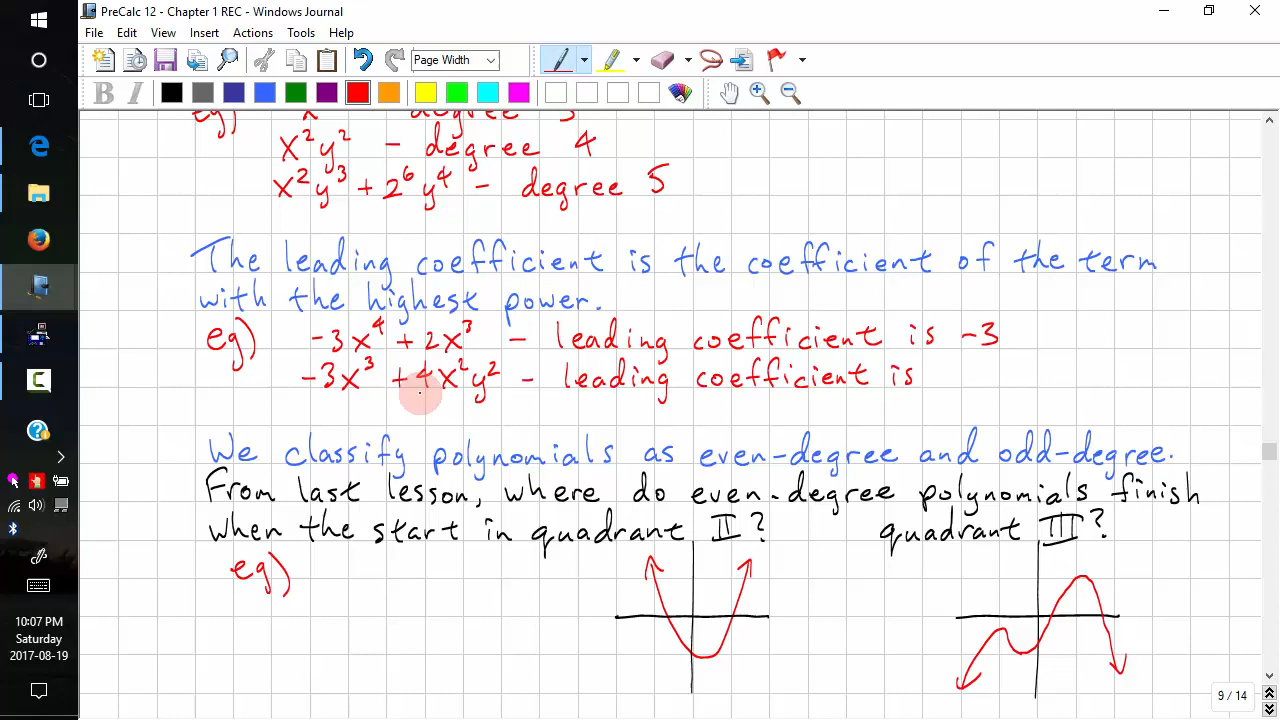 PreCalc 12 - Chapter 1 REC - Windows Journal
File Edit View Insert Actions Tools Help
Page Width
B I
eg) degree 3
x²y² - degree 4
x²y³ + 2⁶y⁴ - degree 5
The leading coefficient is the coefficient of the term
with the highest power.
eg) -3x⁴ + 2x³ - leading coefficient is -3
-3x³ + 4x²y² - leading coefficient is
We classify polynomials as even-degree and odd-degree.
From last lesson, where do even-degree polynomials finish
when the start in quadrant II? quadrant III?
eg)
10:07 PM
Saturday
2017-08-19
9 / 14